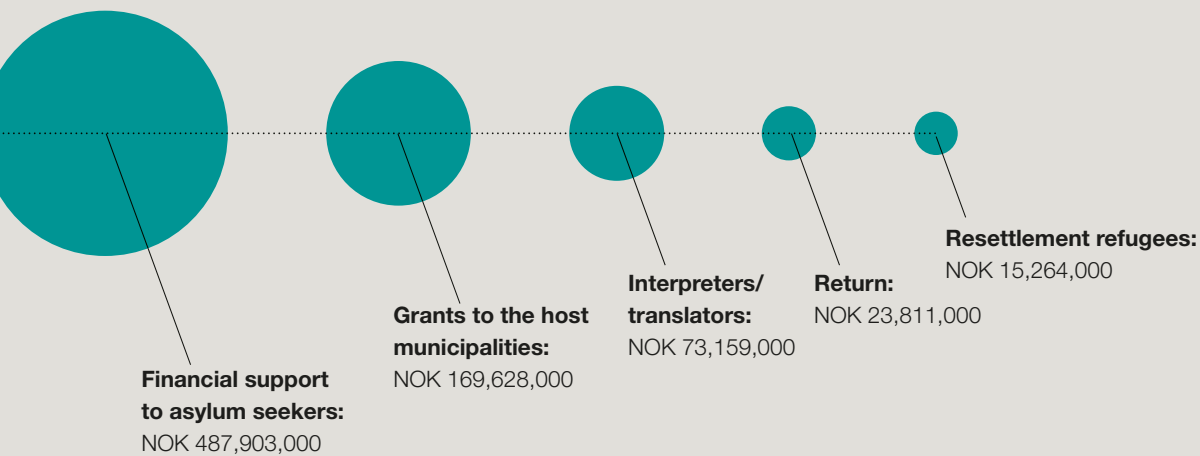 Financial support
to asylum seekers:
NOK 487,903,000
Grants to the host
municipalities:
NOK 169,628,000
Interpreters/
translators:
NOK 73,159,000
Return:
NOK 23,811,000
Resettlement refugees:
NOK 15,264,000